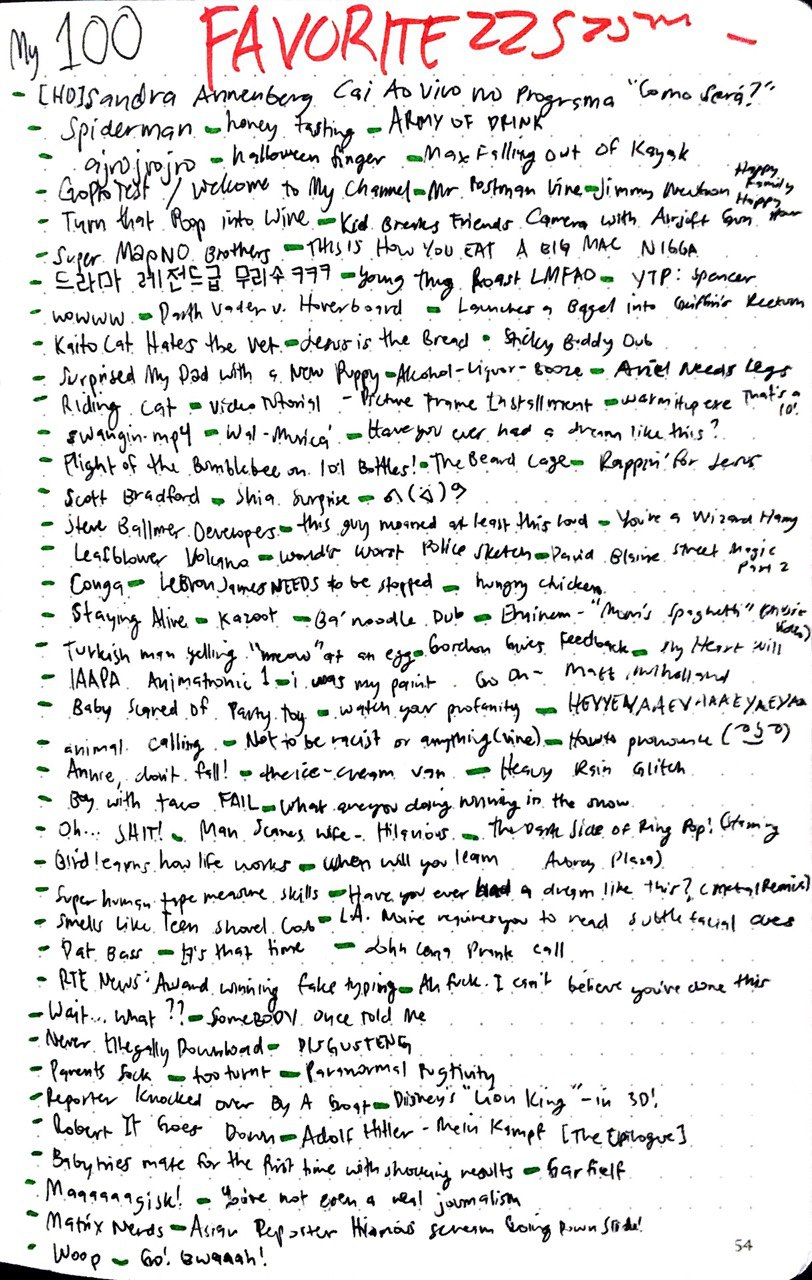 My 100 FAVORITE
- [HD] Sandra Annenberg Cai Ao Vivo no Programa "Como Será?"
- Spiderman - honey tasting - ARMY OF DRINK
- ajrojrojro - halloween finger - Max Falling Out Of Kayak
- GoPro Test / Welcome to My Channel - Mr Postman Vine - Jimmy Newtron Happy Family Happy Hour
- Turn that Poop into Wine - Kid Breaks Friends Camera with Airsoft Gun
- Super MapNO Brothers - THIS IS HOW YOU EAT A BIG MAC NIGGA
- 드라마 레전드급 무리수 ㅋㅋㅋ - Young Thug Roast LMFAO - YTP: Spencer
- wowww - Darth Vader v. Hoverboard - Launches a Bagel into Rectum
- Kaito Cat Hates the Vet - Jesus is the Bread - Sticky Buddy Dub
- Surprised My Dad with a New Puppy - Alcohol-Liquor-Booze - Ariel Needs Legs
- Riding Cat - Video Tutorial - Picture Frame Installment - warmitup exe That's a 10!
- swangin.mp4 - Wal-Murica' - Have you ever had a dream like this?
- Flight of the Bumblebee on 101 Bottles! - The Beard Cage - Rappin' for Jesus
- Scott Bradford - Shia Surprise
- Steve Ballmer Developers - this guy moaned at least this loud - You're a Wizard Harry
- Leafblower Volcano - World's Worst Police Sketch - David Blaine Street Magic Part 2
- Conga - LeBron James NEEDS to be stopped - hungry chicken
- Staying Alive - Kazoot - Ba'noodle Dub - Eminem - "Mom's Spaghetti" (Music Video)
- Turkish man yelling "meow" at an egg - Gordon Gives Feedback - My Heart Will
- IAAPA Animatronic 1 - i was my paint Go On - Matt Mulholland
- Baby Scared Of Party Toy - watch your profanity - HEYYEYAAEYAAAEYAEYAA
- animal calling - Not to be racist or anything (vine) - How to pronounce ( ͡° ͜ʖ ͡°)
- Annie, don't fall! - the ice-cream van - Heavy Rain Glitch
- Boy with taco FAIL - What are you doing running in the snow
- Oh... SHIT! - Man Scares Wife - Hilarious - The Dark Side of Ring Pop! (Starring
- Bird learns how life works - When will you learn Aubrey Plaza)
- Super human tape measure skills - Have you ever had a dream like this? (Metal Remix)
- Smells Like Teen Shovel Car - L.A. Noire requires you to read subtle facial cues
- Dat Bass - It's that time - John Cena Prank call
- RTE News: Award winning fake typing - Ah fuck. I can't believe you've done this
- Wait... what?? - SomeBODY once told Me
- Never Illegally Download - DISGUSTENG
- Parents Suck - too turnt - Paranormal Pugtivity
- Reporter Knocked over By A Goat - Disney's "Lion King" - in 3D!
- Robert It Goes Down - Adolf Hitler - Mein Kampf [The Epilogue]
- Baby tries mate for the first time with shocking results - Garfielf
- Maaaaaagisk! - You're not even a real journalism
- Matrix Nerds - Asian Reporter Hilarious Scream Going Down Slide!
- Woop - Go! Bwaaah!
54